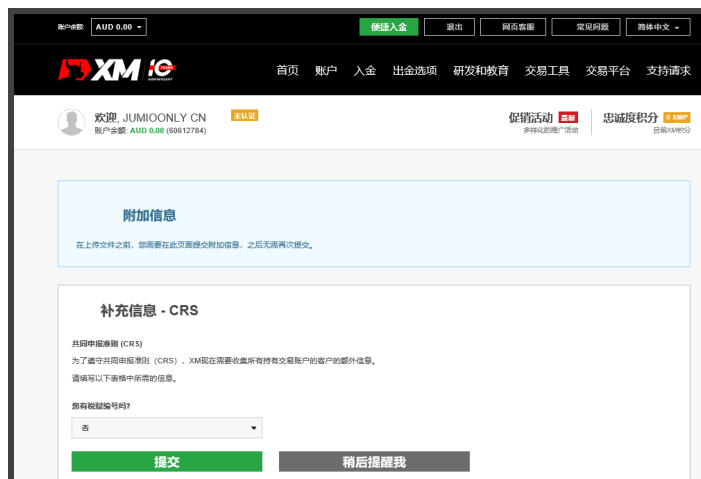 账户余额: AUD 0.00
便捷入金 退出 网页客服 常见问题 简体中文
XM 10 YEARS ANNIVERSARY
首页 账户 入金 出金选项 研发和教育 交易工具 交易平台 支持请求
欢迎, JUMIOONLY CN 未认证
账户余额: AUD 0.00 (60612784)
促销活动 最新
多样化的推广活动
忠诚度积分 0 XMP
目前XM积分
附加信息
在上传文件之前，您需要在此页面提交附加信息，之后无需再次提交。
补充信息 - CRS
共同申报准则 (CRS)
为了遵守共同申报准则（CRS），XM现在需要收集所有持有交易账户的客户的额外信息。
请填写以下表格中所需的信息。
您有税赋编号吗?
否
提交 稍后提醒我